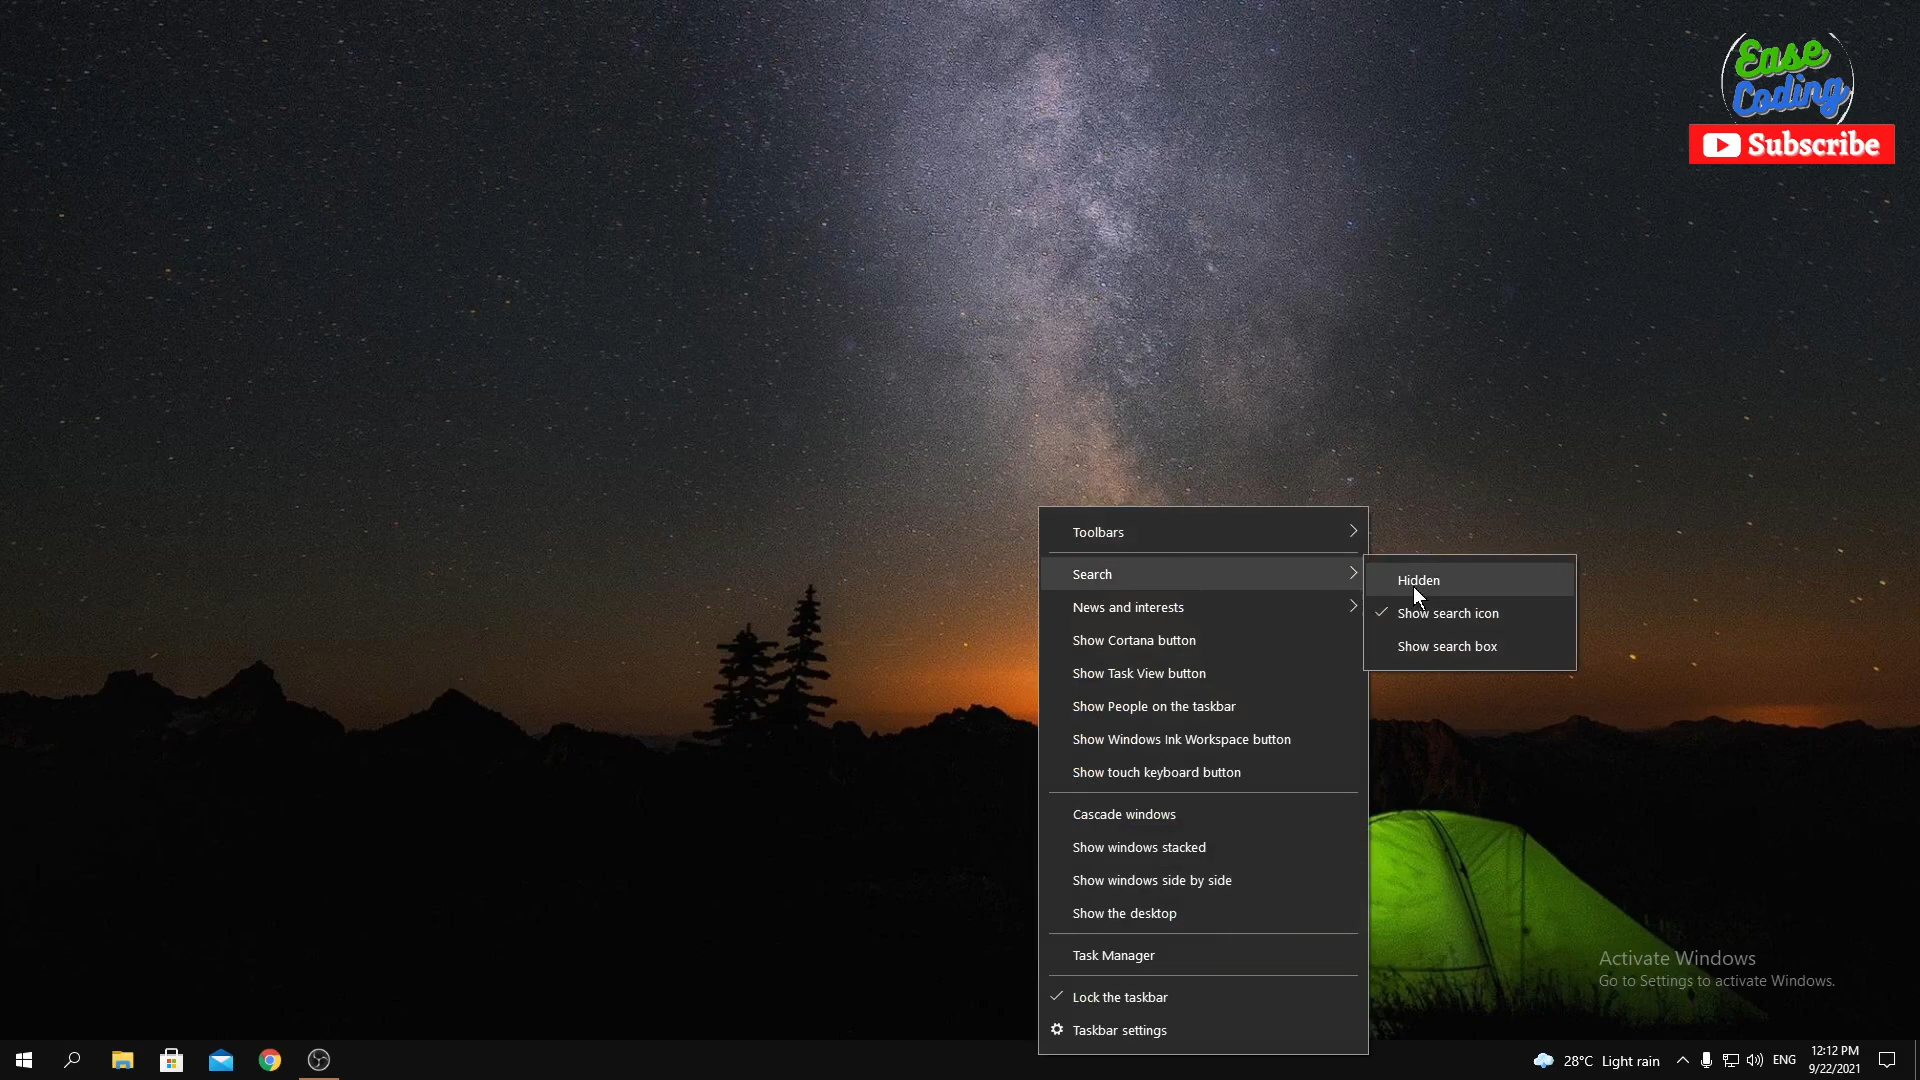 Ease
Coding
Subscribe
Toolbars
Search
News and interests
Show Cortana button
Show Task View button
Show People on the taskbar
Show Windows Ink Workspace button
Show touch keyboard button
Cascade windows
Show windows stacked
Show windows side by side
Show the desktop
Task Manager
Lock the taskbar
Taskbar settings
Hidden
Show search icon
Show search box
Activate Windows
Go to Settings to activate Windows.
28°C Light rain
ENG
12:12 PM
9/22/2021